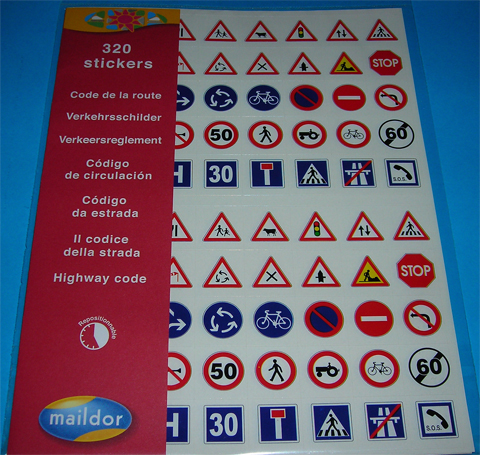 320
stickers
Code de la route
Verkehrsschilder
Verkeersreglement
Código
de circulación
Código
da estrada
Il codice
della strada
Highway code
Repositionnable
maildor
STOP
50
60
H 30 S.O.S.
STOP
50
60
H 30 S.O.S.